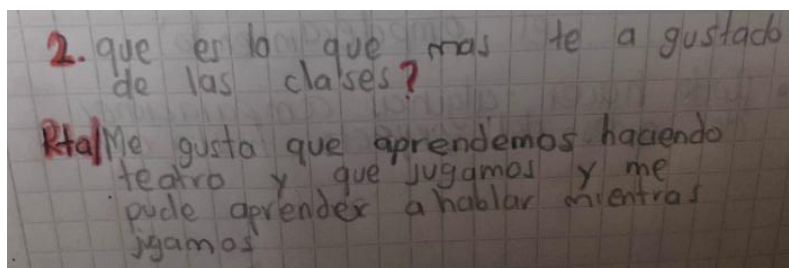 2. que es lo que mas te a gustado
de las clases?
Rta/Me gusta que aprendemos haciendo
teatro y que jugamos y me
pude aprender a hablar mientras
jgamos